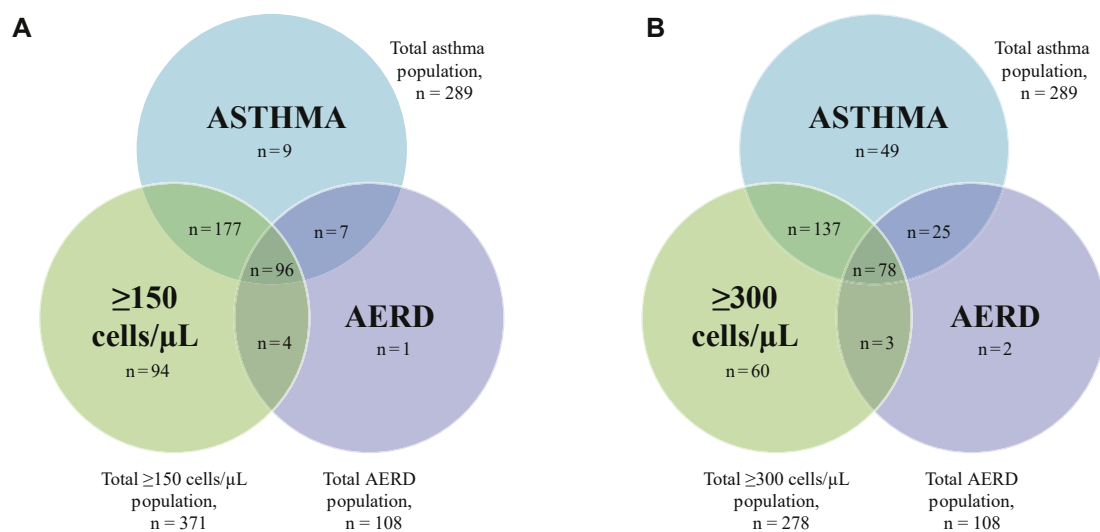 A
Total asthma
population,
n = 289
ASTHMA
n=9
n=177
n=7
n=96
≥150
cells/µL
n=94
AERD
n=1
n=4
Total ≥150 cells/µL
population,
n = 371
Total AERD
population,
n = 108
B
Total asthma
population,
n = 289
ASTHMA
n=49
n=137
n=25
n=78
≥300
cells/µL
n=60
AERD
n=2
n=3
Total ≥300 cells/µL
population,
n = 278
Total AERD
population,
n = 108